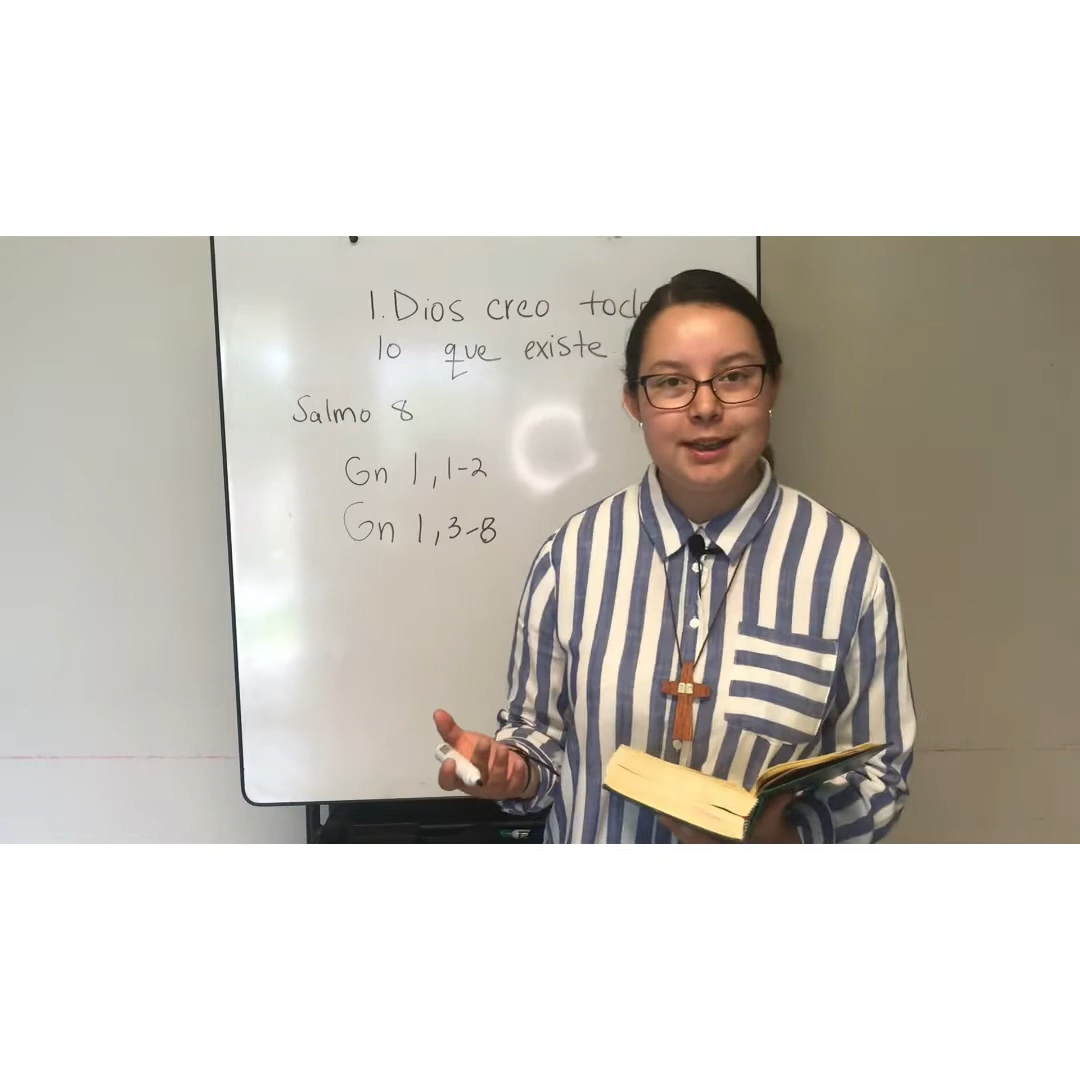 1. Dios creo
lo que existe
Salmo 8
Gn 1, 1-2
Gn 1, 3-8